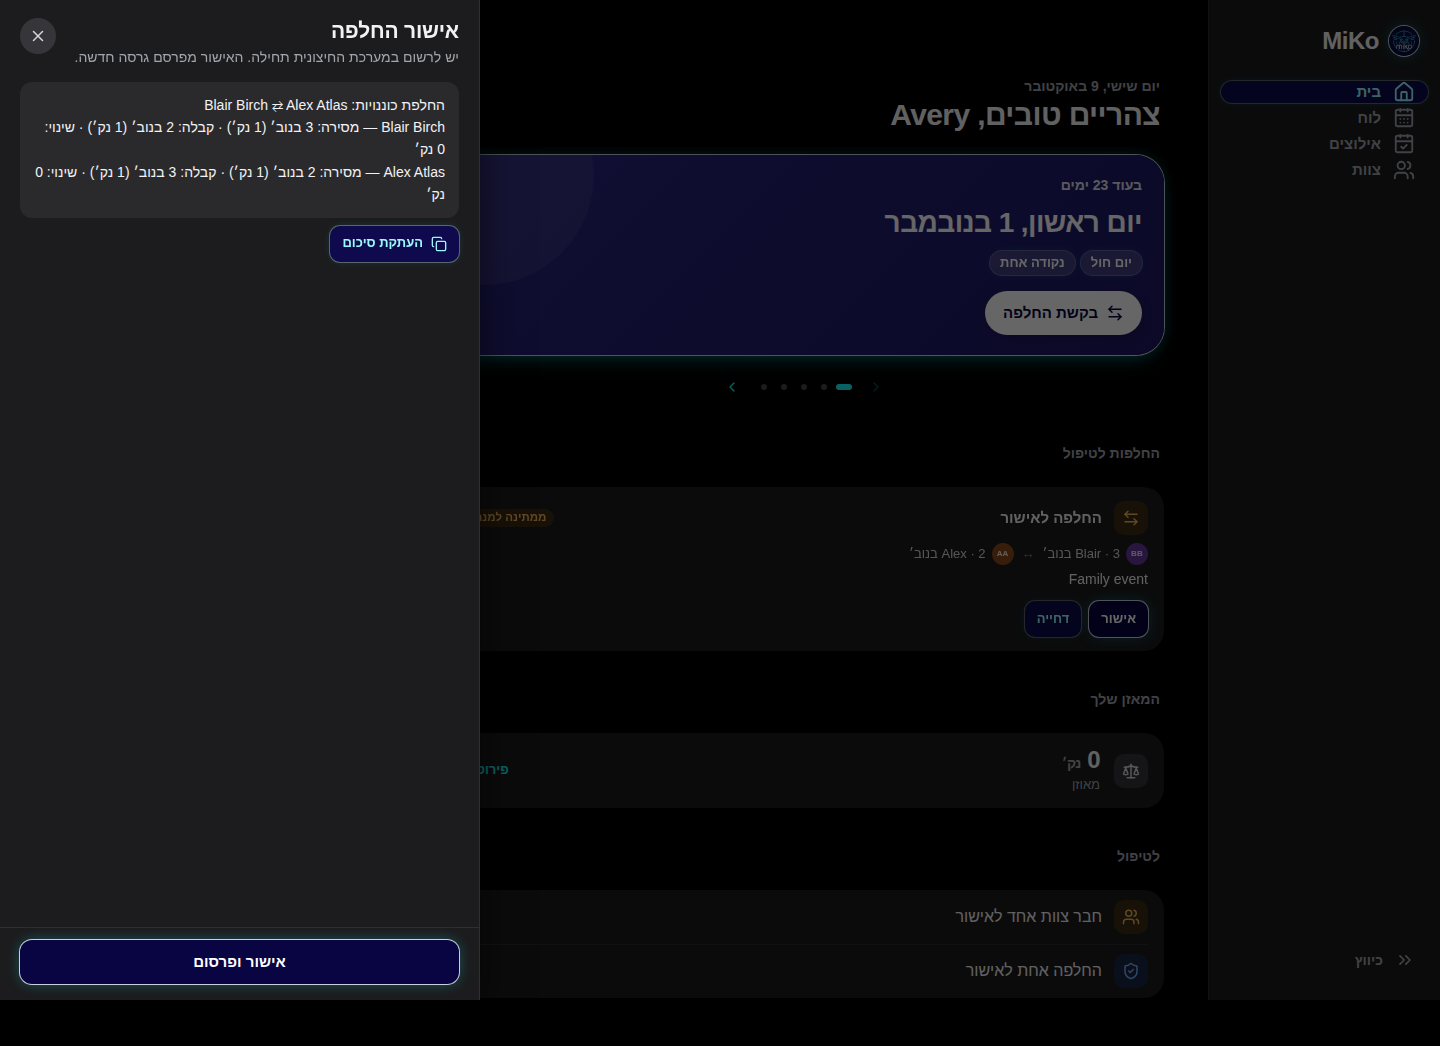 MiKo
בית
לוח
אילוצים
צוות
כיווץ
יום שישי, 9 באוקטובר
צהריים טובים, Avery
בעוד 23 ימים
יום ראשון, 1 בנובמבר
יום חול
נקודה אחת
בקשת החלפה
החלפות לטיפול
החלפה לאישור
BB
Blair · 3 בנוב׳ ↔
AA
Alex · 2 בנוב׳
Family event
אישור
דחייה
המאזן שלך
0 נק׳
מאוזן
לטיפול
חבר צוות אחד לאישור
החלפה אחת לאישור
אישור החלפה
יש לרשום במערכת החיצונית תחילה. האישור מפרסם גרסה חדשה.
החלפת כוננויות: Blair Birch ⇄ Alex Atlas
Blair Birch — מסירה: 3 בנוב׳ (1 נק׳) · קבלה: 2 בנוב׳ (1 נק׳) · שינוי:
0 נק׳
Alex Atlas — מסירה: 2 בנוב׳ (1 נק׳) · קבלה: 3 בנוב׳ (1 נק׳) · שינוי: 0
נק׳
העתקת סיכום
אישור ופרסום